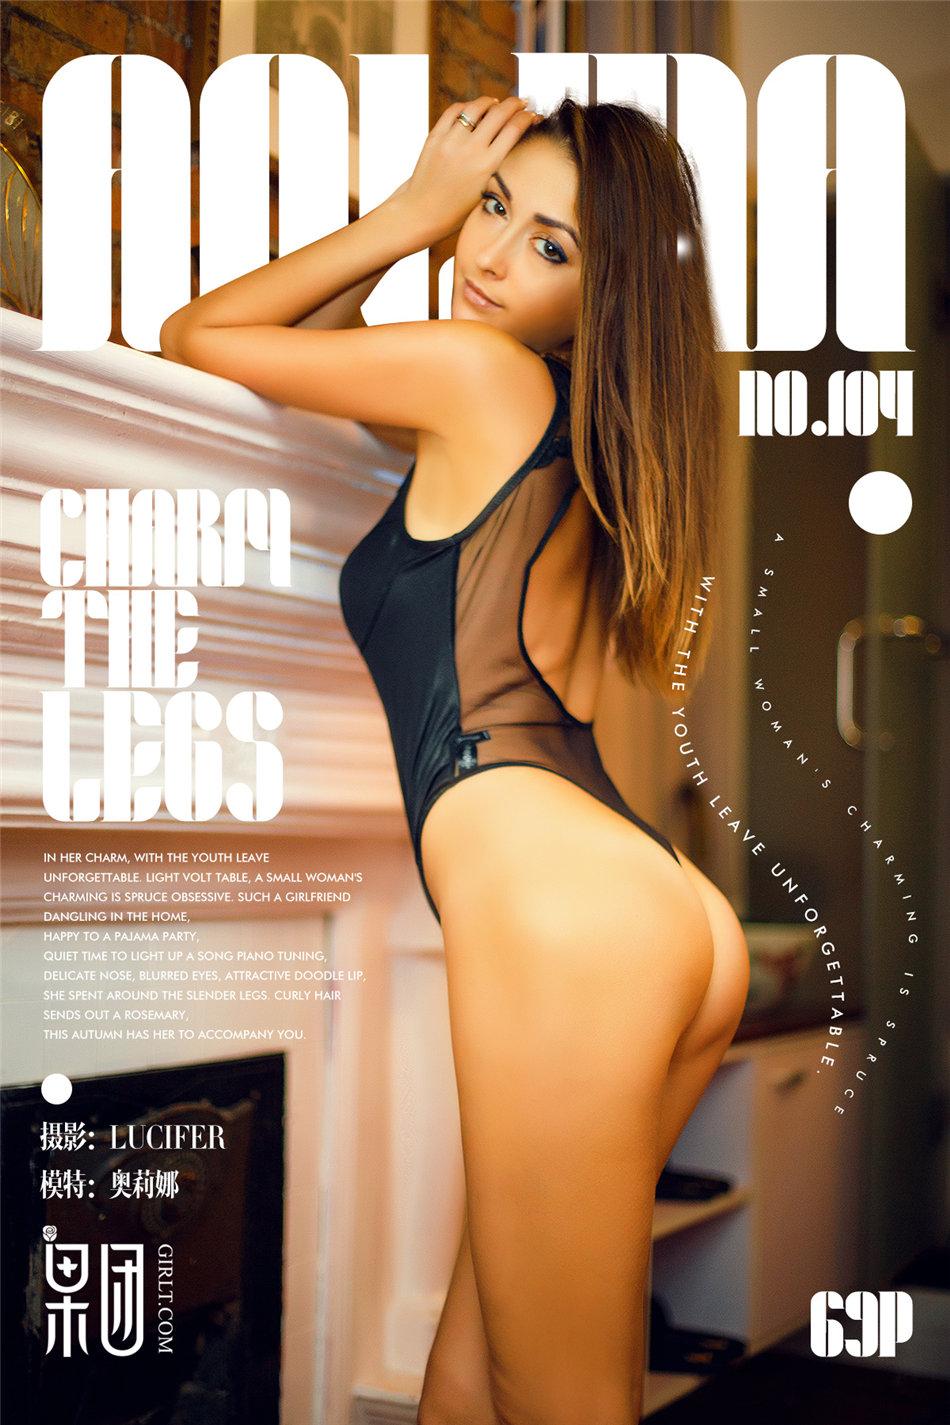 AOLINA
NO.104
CHARM
THE
LEGS
A SMALL WOMAN'S CHARMING IS SPRUCE
WITH THE YOUTH LEAVE UNFORGETTABLE.
IN HER CHARM, WITH THE YOUTH LEAVE
UNFORGETTABLE. LIGHT VOLT TABLE, A SMALL WOMAN'S
CHARMING IS SPRUCE OBSESSIVE. SUCH A GIRLFRIEND
DANGLING IN THE HOME,
HAPPY TO A PAJAMA PARTY,
QUIET TIME TO LIGHT UP A SONG PIANO TUNING,
DELICATE NOSE, BLURRED EYES, ATTRACTIVE DOODLE LIP,
SHE SPENT AROUND THE SLENDER LEGS. CURLY HAIR
SENDS OUT A ROSEMARY,
THIS AUTUMN HAS HER TO ACCOMPANY YOU.
摄影: LUCIFER
模特: 奥莉娜
果团
GIRLT.COM
69P